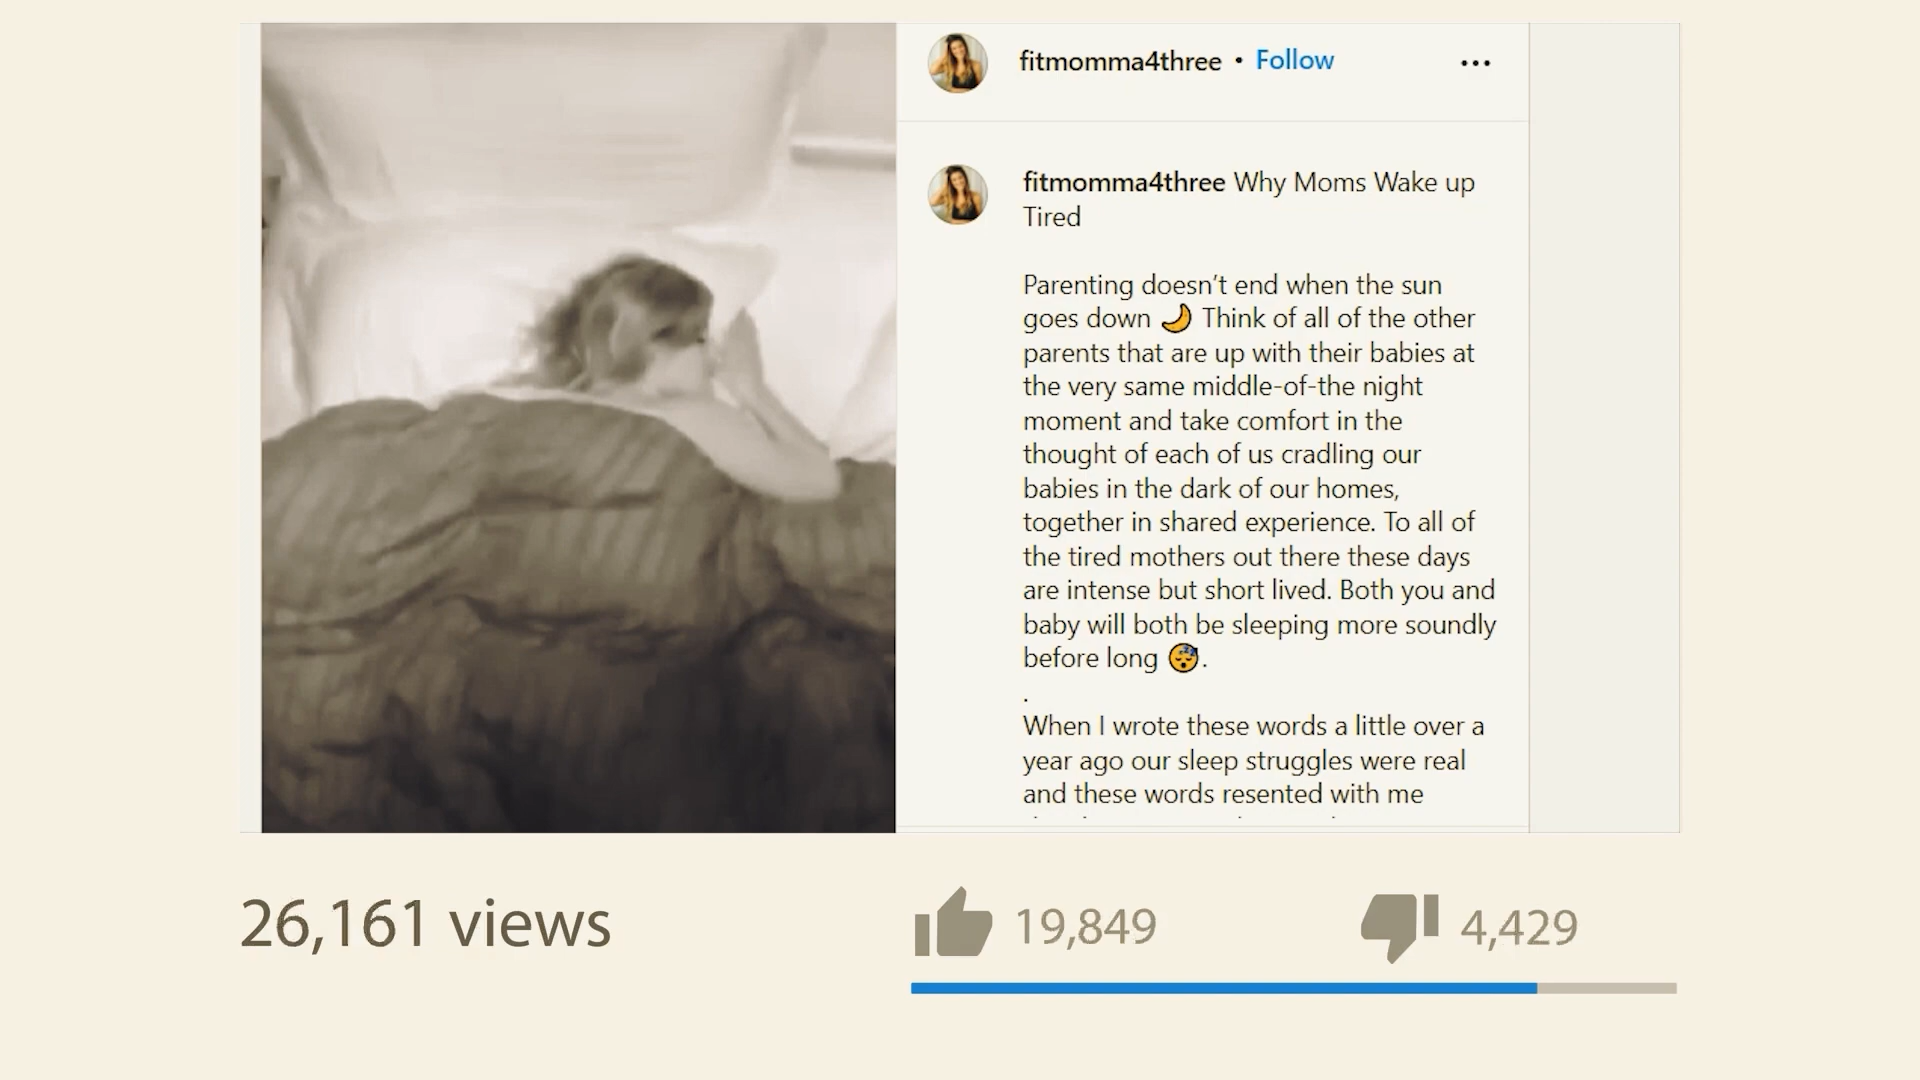 fitmomma4three • Follow
fitmomma4three Why Moms Wake up
Tired
Parenting doesn’t end when the sun
goes down 🌙 Think of all of the other
parents that are up with their babies at
the very same middle-of-the night
moment and take comfort in the
thought of each of us cradling our
babies in the dark of our homes,
together in shared experience. To all of
the tired mothers out there these days
are intense but short lived. Both you and
baby will both be sleeping more soundly
before long 😴.
.
When I wrote these words a little over a
year ago our sleep struggles were real
and these words resented with me
26,161 views
19,849
4,429